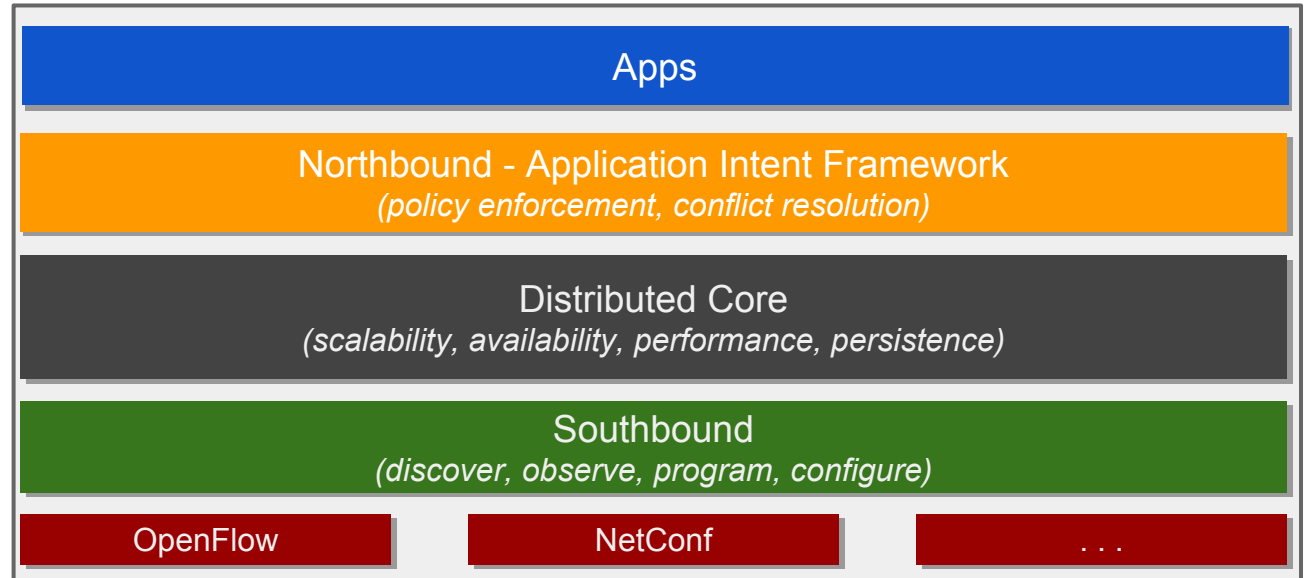 Apps
Northbound - Application Intent Framework
(policy enforcement, conflict resolution)
Distributed Core
(scalability, availability, performance, persistence)
Southbound
(discover, observe, program, configure)
OpenFlow
NetConf
. . .